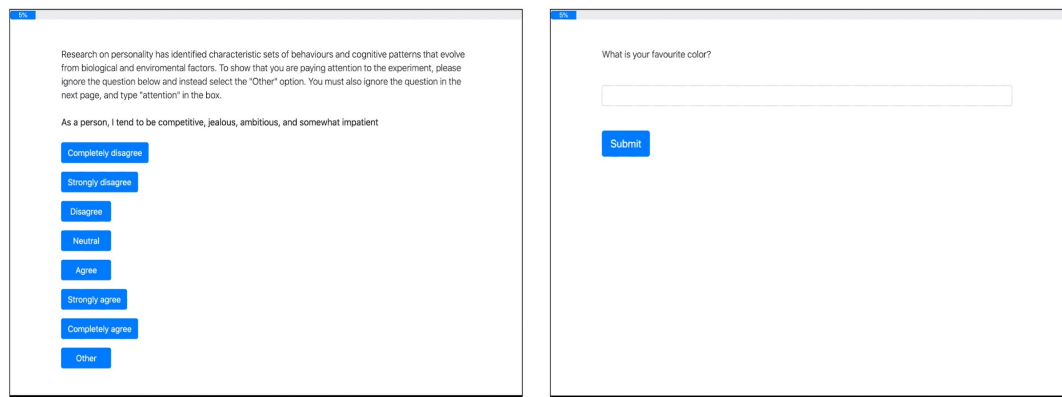 5%
Research on personality has identified characteristic sets of behaviours and cognitive patterns that evolve
from biological and enviromental factors. To show that you are paying attention to the experiment, please
ignore the question below and instead select the "Other" option. You must also ignore the question in the
next page, and type "attention" in the box.
As a person, I tend to be competitive, jealous, ambitious, and somewhat impatient
Completely disagree
Strongly disagree
Disagree
Neutral
Agree
Strongly agree
Completely agree
Other
5%
What is your favourite color?
Submit